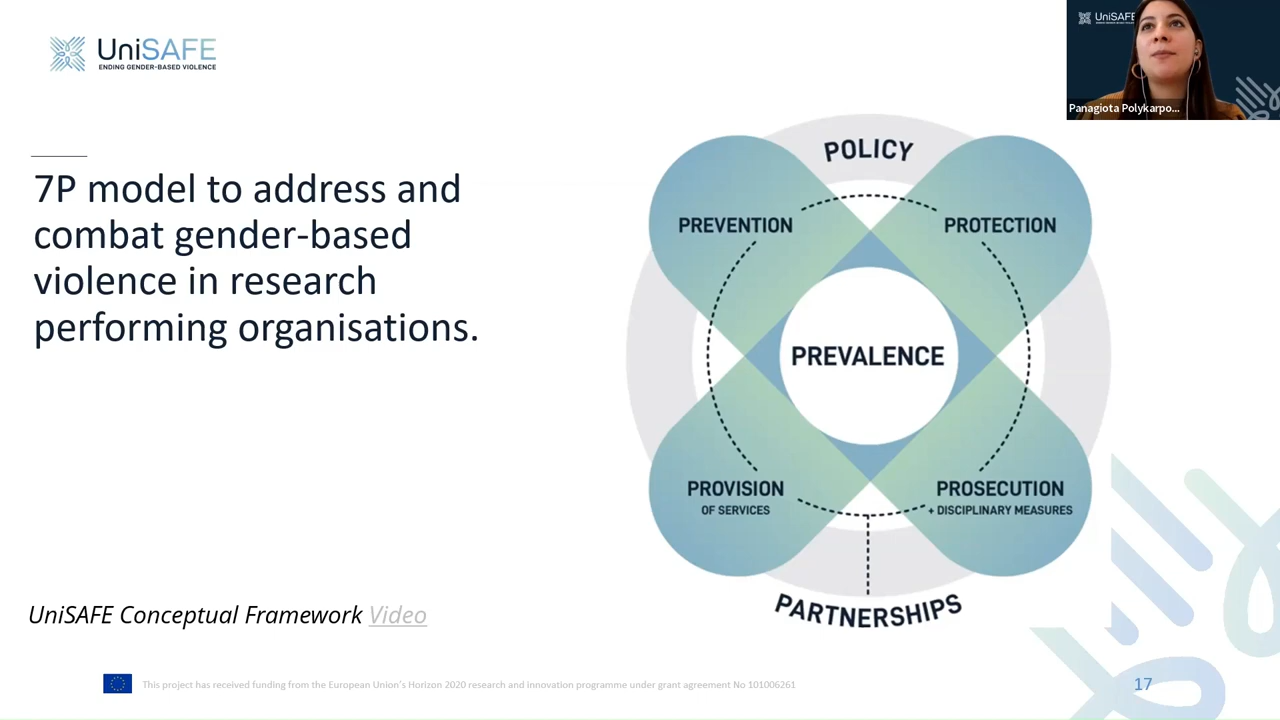 UniSAFE
ENDING GENDER-BASED VIOLENCE
UniSAFE
Panagiota Polykarpo...
7P model to address and
combat gender-based
violence in research
performing organisations.
POLICY
PREVENTION
PROTECTION
PREVALENCE
PROVISION
OF SERVICES
PROSECUTION
+ DISCIPLINARY MEASURES
PARTNERSHIPS
UniSAFE Conceptual Framework Video
This project has received funding from the European Union's Horizon 2020 research and innovation programme under grant agreement No 101006261
17